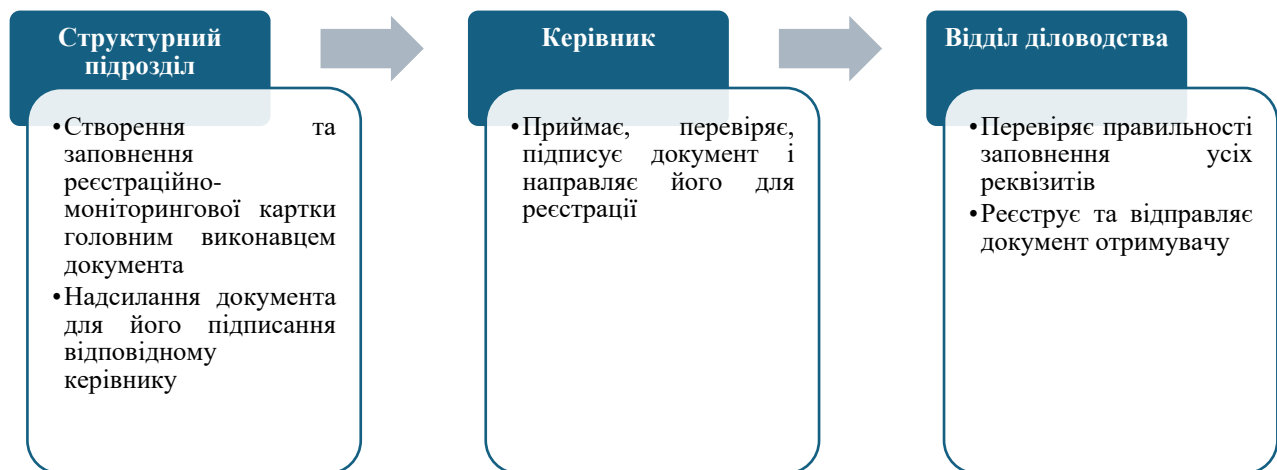 Структурний
підрозділ
•Створення та
заповнення
реєстраційно-
моніторингової картки
головним виконавцем
документа
•Надсилання документа
для його підписання
відповідному
керівнику
Керівник
•Приймає, перевіряє,
підписує документ і
направляє його для
реєстрації
Відділ діловодства
•Перевіряє правильності
заповнення усіх
реквізитів
•Реєструє та відправляє
документ отримувачу